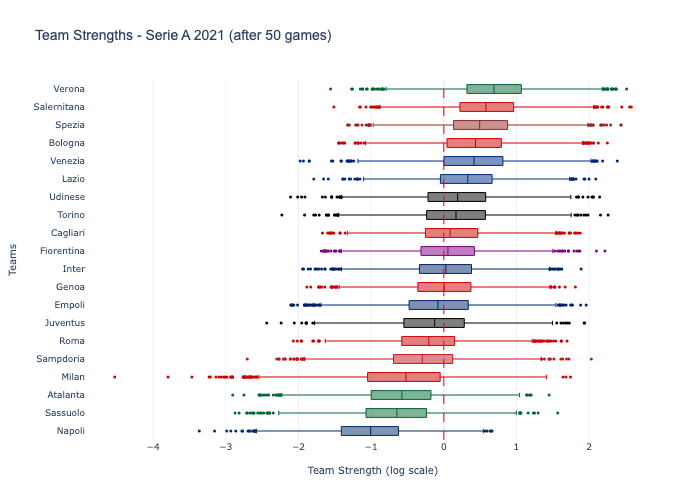 Team Strengths - Serie A 2021 (after 50 games)
Verona
Salernitana
Spezia
Bologna
Venezia
Lazio
Udinese
Torino
Cagliari
Fiorentina
Inter
Genoa
Empoli
Juventus
Roma
Sampdoria
Milan
Atalanta
Sassuolo
Napoli
Teams
−4 −3 −2 −1 0 1 2
Team Strength (log scale)